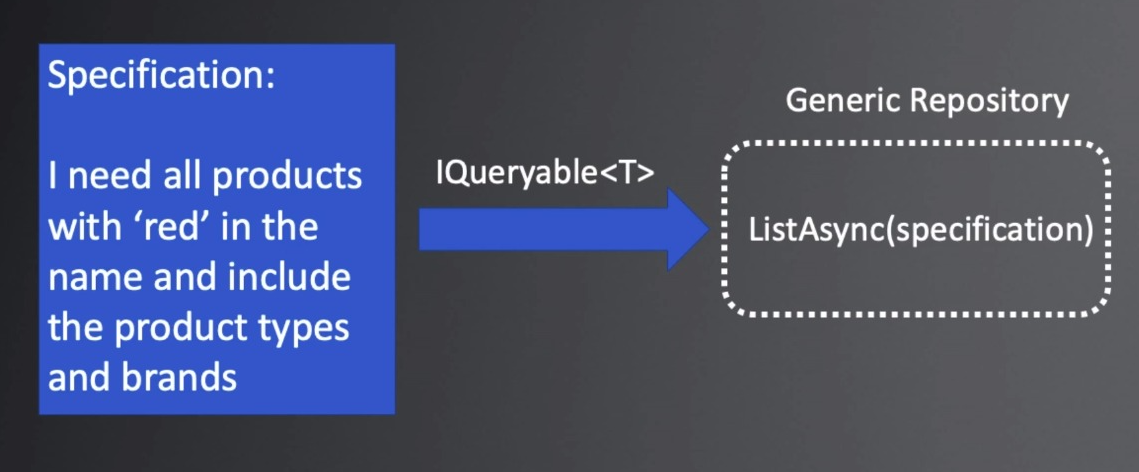 Specification:
I need all products
with ‘red’ in the
name and include
the product types
and brands
IQueryable<T>
Generic Repository
ListAsync(specification)